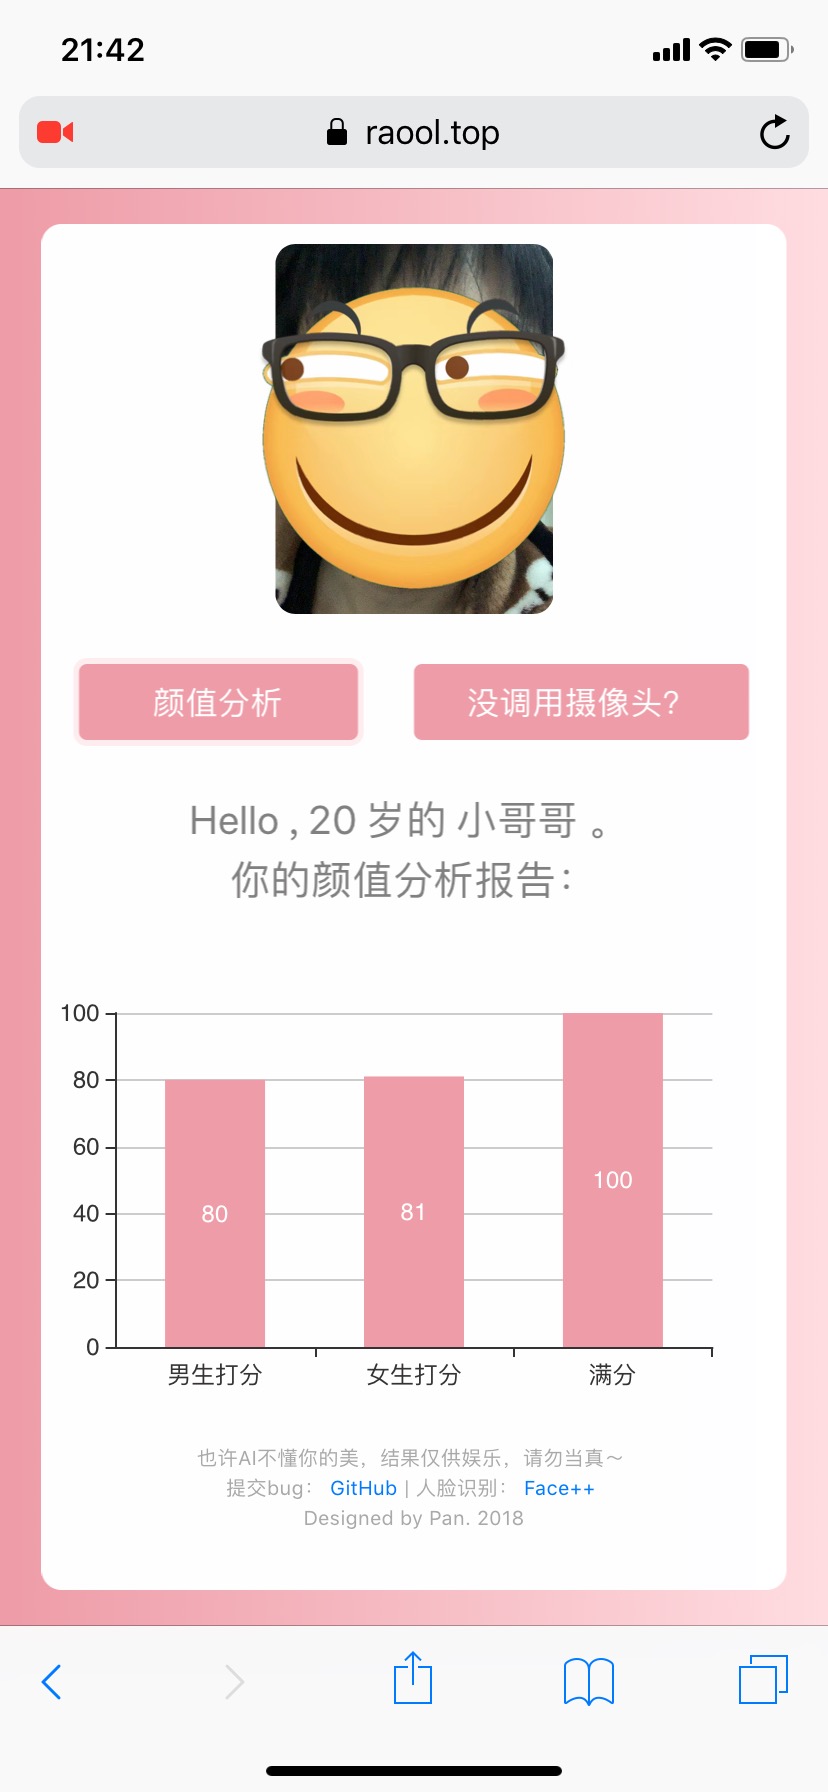 21:42
raool.top
颜值分析
没调用摄像头?
Hello , 20 岁的 小哥哥 。
你的颜值分析报告：
100
80
60
40
20
0
80
81
100
男生打分
女生打分
满分
也许AI不懂你的美，结果仅供娱乐，请勿当真～
提交bug： GitHub | 人脸识别： Face++
Designed by Pan. 2018